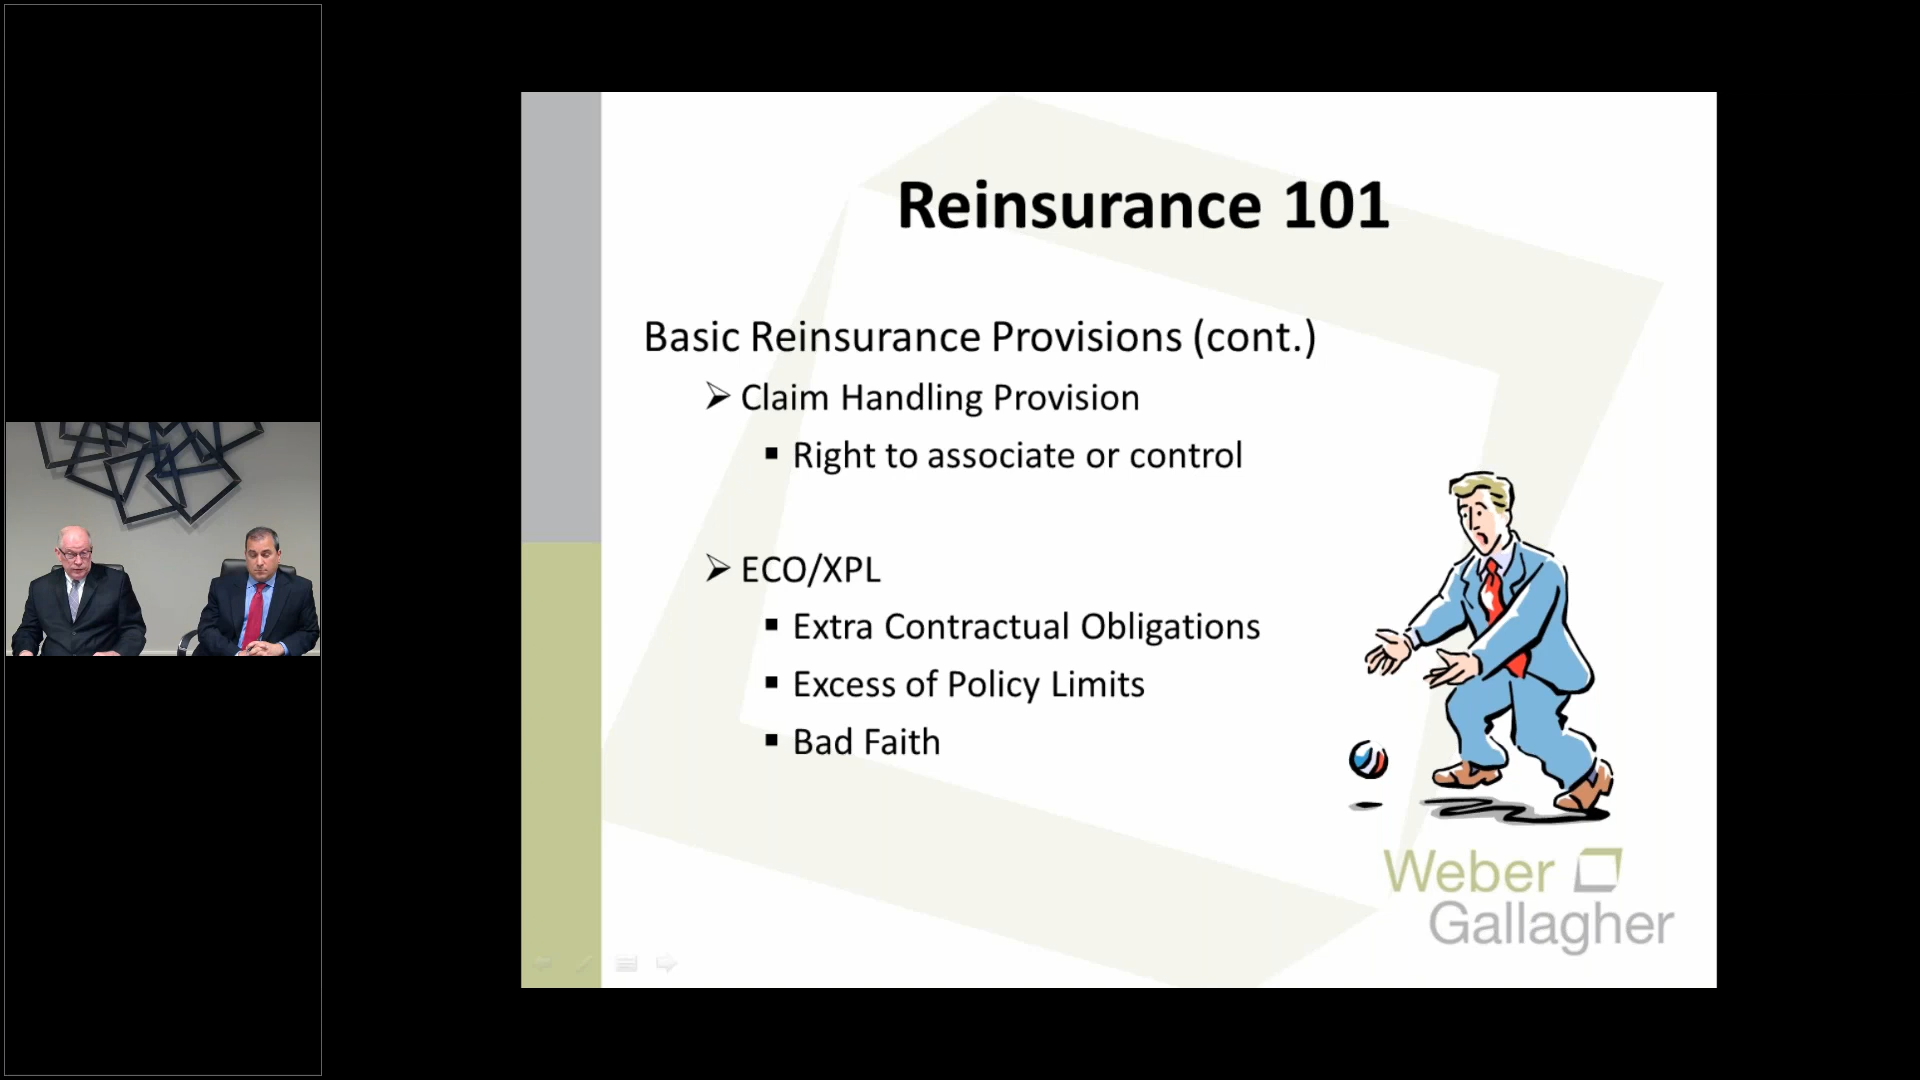 Reinsurance 101
Basic Reinsurance Provisions (cont.)
Claim Handling Provision
Right to associate or control
ECO/XPL
Extra Contractual Obligations
Excess of Policy Limits
Bad Faith
Weber
Gallagher